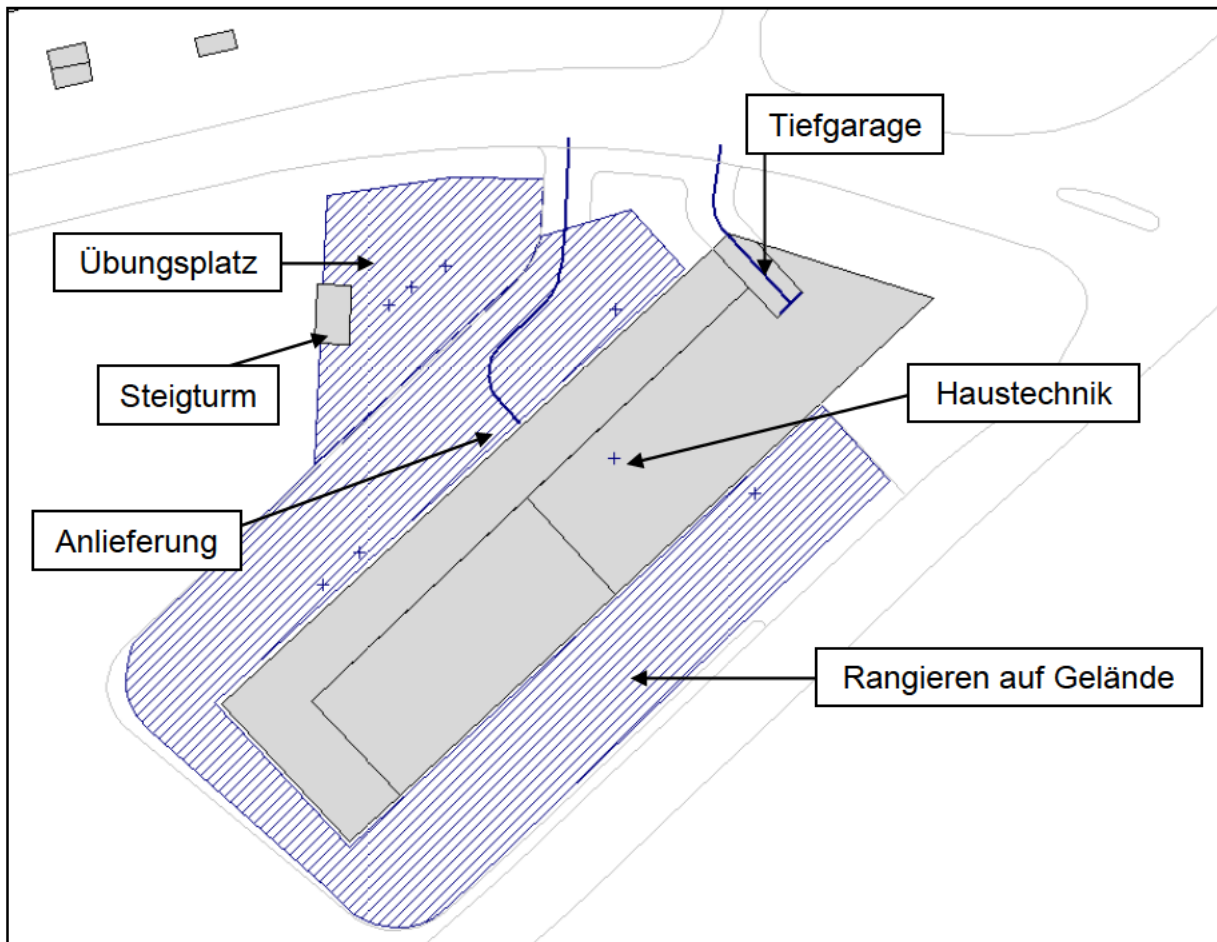 Tiefgarage
Übungsplatz
Steigturm
Haustechnik
Anlieferung
Rangieren auf Gelände